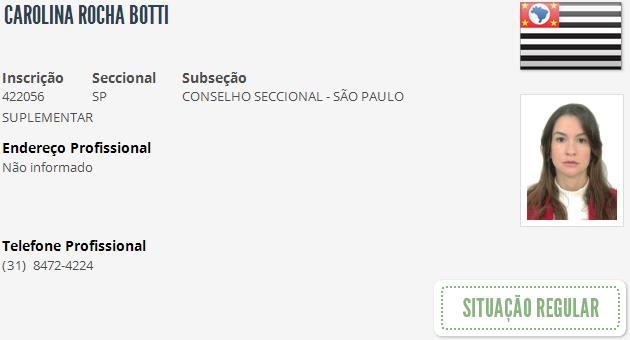 CAROLINA ROCHA BOTTI
Inscrição Seccional Subseção
422056 SP CONSELHO SECCIONAL - SÃO PAULO
SUPLEMENTAR
Endereço Profissional
Não informado
Telefone Profissional
(31) 8472-4224
SITUAÇÃO REGULAR